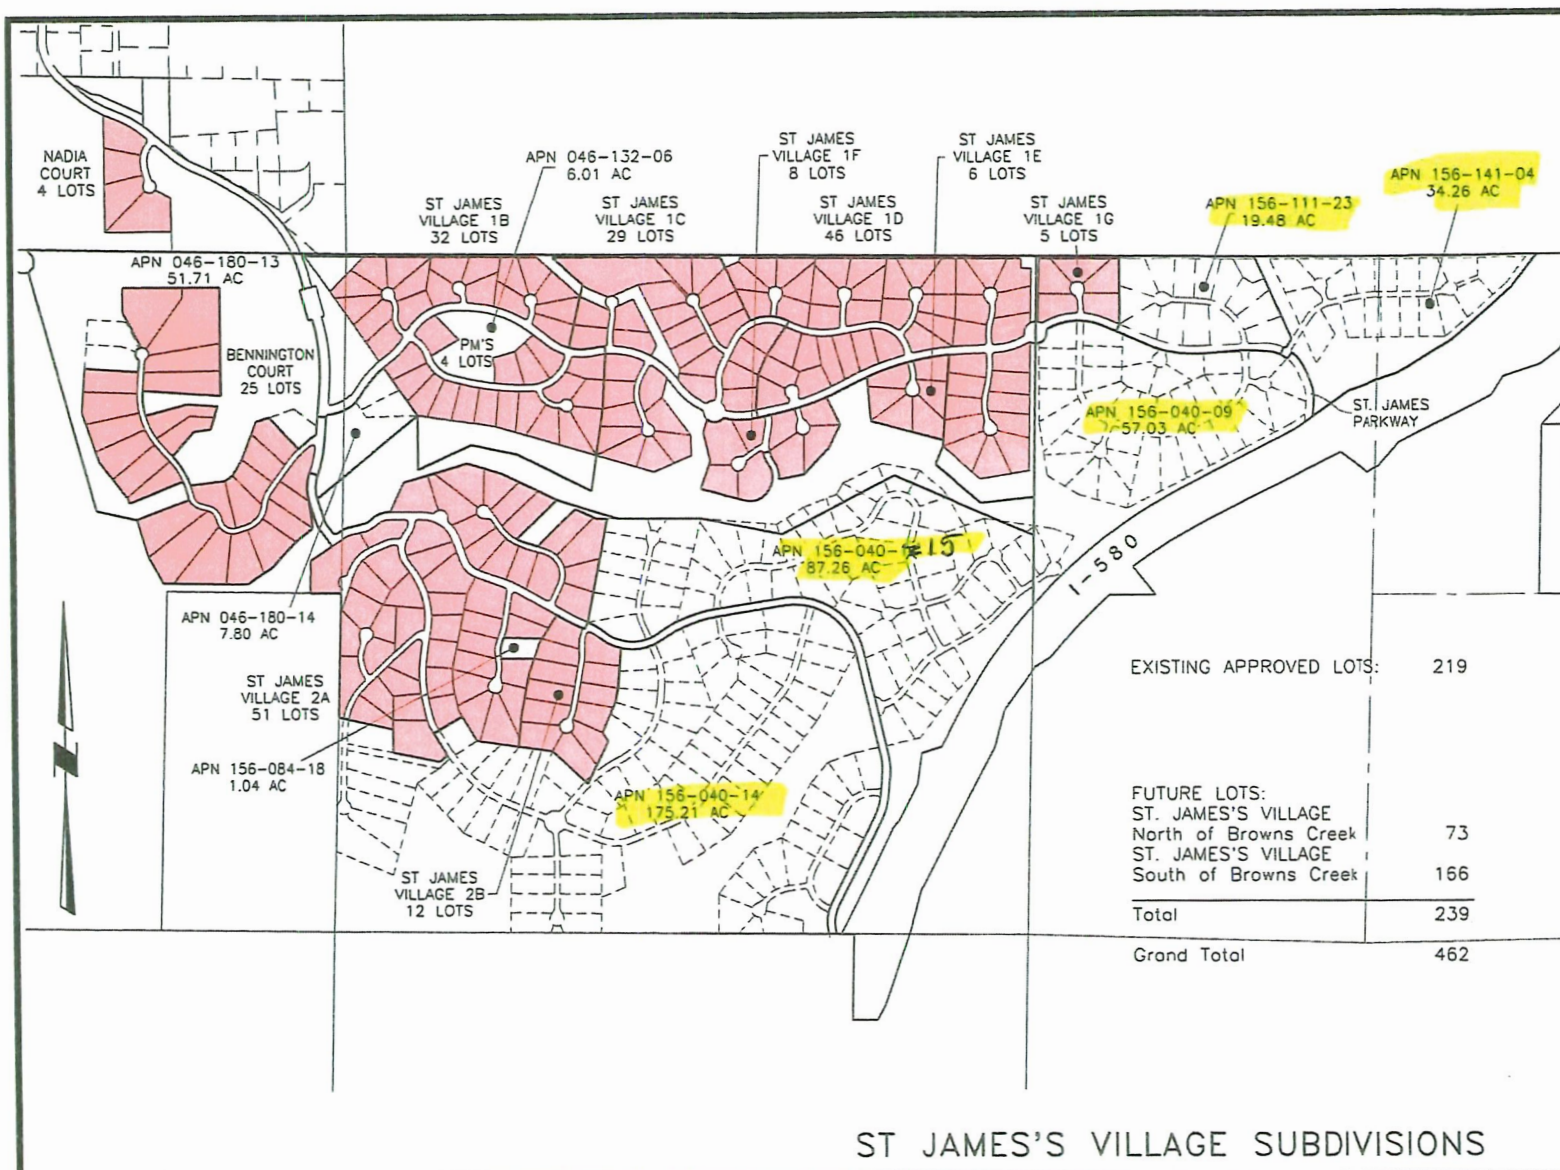 NADIA
COURT
4 LOTS
APN 046-132-06
6.01 AC
ST JAMES
VILLAGE 1F
8 LOTS
ST JAMES
VILLAGE 1E
6 LOTS
APN 156-141-04
34.26 AC
ST JAMES
VILLAGE 1B
32 LOTS
ST JAMES
VILLAGE 1C
29 LOTS
ST JAMES
VILLAGE 1D
46 LOTS
ST JAMES
VILLAGE 1G
5 LOTS
APN 156-111-23
19.48 AC
APN 046-180-13
51.71 AC
PM'S
4 LOTS
BENNINGTON
COURT
25 LOTS
APN 156-040-09
57.03 AC
ST. JAMES
PARKWAY
APN 156-040-15
87.26 AC
I-580
APN 046-180-14
7.80 AC
ST JAMES
VILLAGE 2A
51 LOTS
APN 156-084-18
1.04 AC
N
APN 156-040-14
175.21 AC
ST JAMES
VILLAGE 2B
12 LOTS
EXISTING APPROVED LOTS: 219
FUTURE LOTS:
ST. JAMES'S VILLAGE
North of Browns Creek 73
ST. JAMES'S VILLAGE
South of Browns Creek 166
Total 239
Grand Total 462
ST JAMES'S VILLAGE SUBDIVISIONS